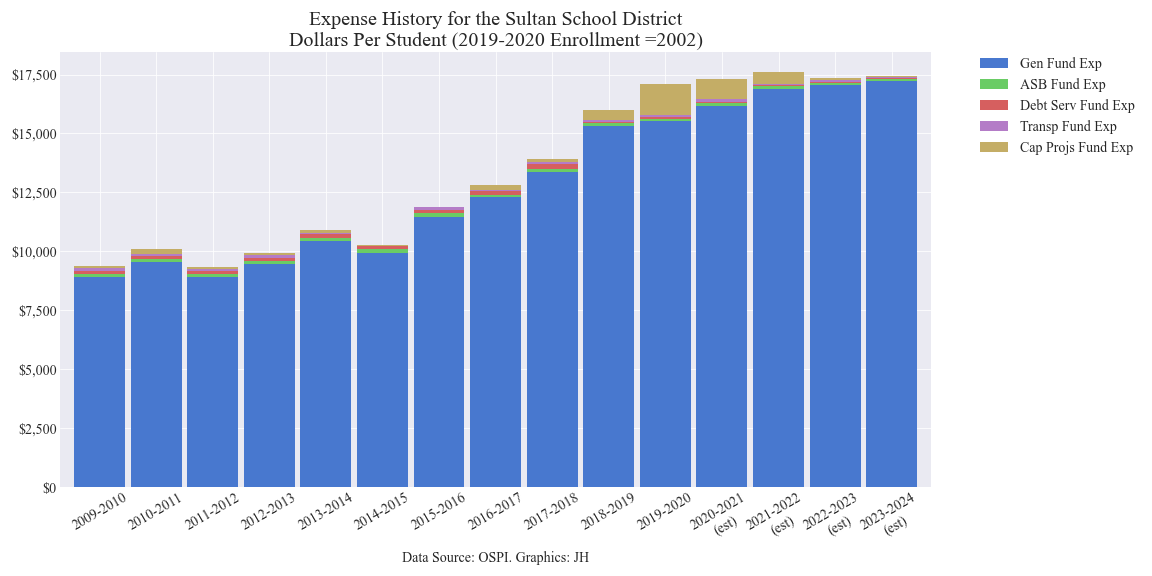 Expense History for the Sultan School District
Dollars Per Student (2019-2020 Enrollment =2002)
Gen Fund Exp
ASB Fund Exp
Debt Serv Fund Exp
Transp Fund Exp
Cap Projs Fund Exp
$17,500
$15,000
$12,500
$10,000
$7,500
$5,000
$2,500
$0
2009-2010
2010-2011
2011-2012
2012-2013
2013-2014
2014-2015
2015-2016
2016-2017
2017-2018
2018-2019
2019-2020
2020-2021
(est)
2021-2022
(est)
2022-2023
(est)
2023-2024
(est)
Data Source: OSPI. Graphics: JH